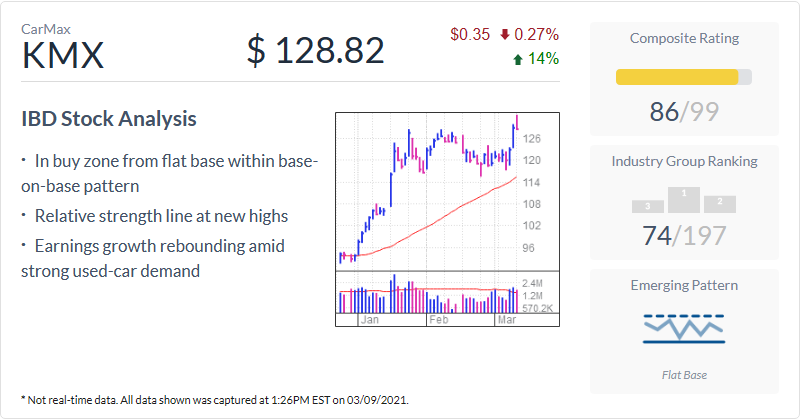 CarMax
KMX
$ 128.82
$0.35 0.27%
14%
IBD Stock Analysis
· In buy zone from flat base within base-
on-base pattern
· Relative strength line at new highs
· Earnings growth rebounding amid
strong used-car demand
126
120
114
108
102
96
2.4M
1.2M
570.2K
Jan Feb Mar
Composite Rating
86/99
Industry Group Ranking
3 1 2
74/197
Emerging Pattern
Flat Base
* Not real-time data. All data shown was captured at 1:26PM EST on 03/09/2021.